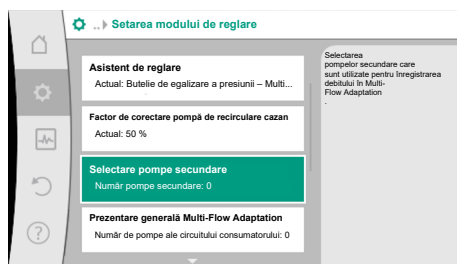 .. Setarea modului de reglare
Asistent de reglare
Actual: Butelie de egalizare a presiunii – Multi...
Factor de corectare pompă de recirculare cazan
Actual: 50 %
Selectare pompe secundare
Număr pompe secundare: 0
Prezentare generală Multi-Flow Adaptation
Număr de pompe ale circuitului consumatorului: 0
Selectarea
pompelor secundare care
sunt utilizate pentru înregistrarea
debitului în Multi-
Flow Adaptation
.